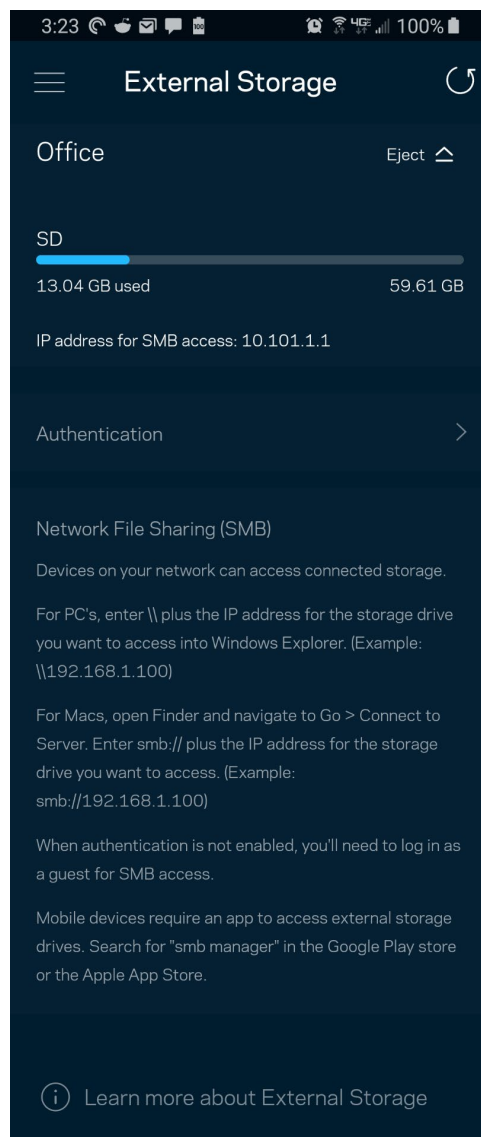 3:23 100 4GE 100%
External Storage
Office Eject
SD
13.04 GB used 59.61 GB
IP address for SMB access: 10.101.1.1
Authentication
Network File Sharing (SMB)
Devices on your network can access connected storage.
For PC's, enter \\ plus the IP address for the storage drive
you want to access into Windows Explorer. (Example:
\\192.168.1.100)
For Macs, open Finder and navigate to Go > Connect to
Server. Enter smb:// plus the IP address for the storage
drive you want to access. (Example:
smb://192.168.1.100)
When authentication is not enabled, you'll need to log in as
a guest for SMB access.
Mobile devices require an app to access external storage
drives. Search for "smb manager" in the Google Play store
or the Apple App Store.
Learn more about External Storage